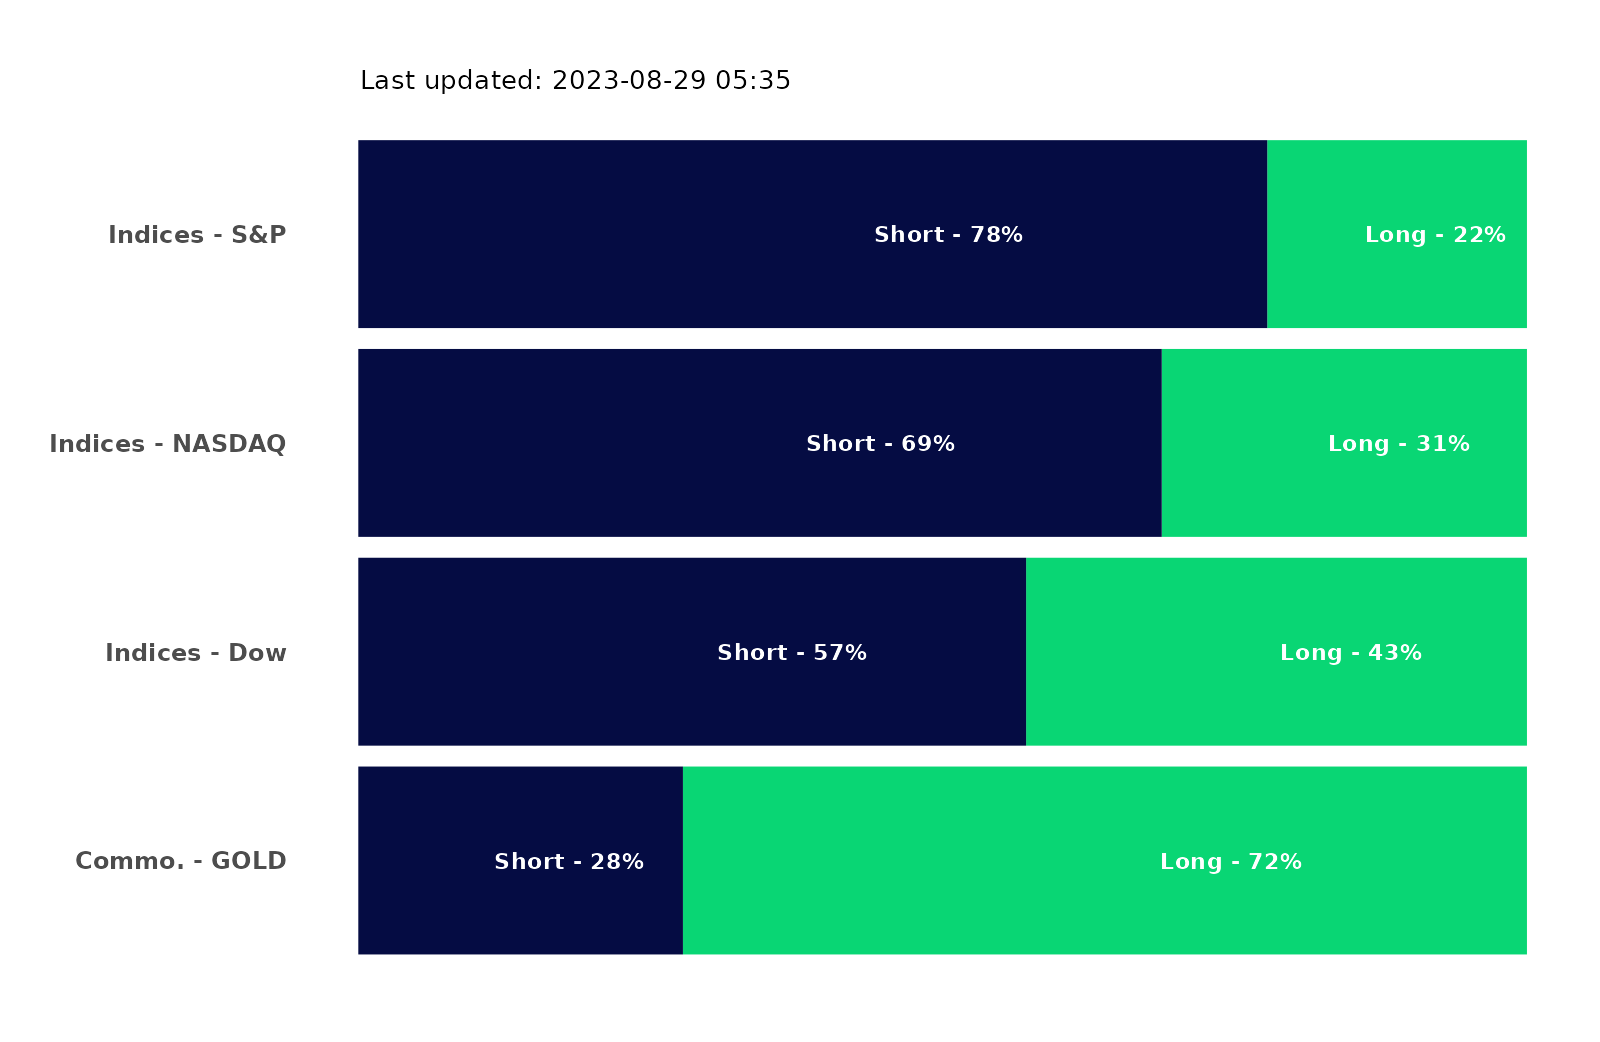 Last updated: 2023-08-29 05:35
Indices - S&P Short - 78% Long - 22%
Indices - NASDAQ Short - 69% Long - 31%
Indices - Dow Short - 57% Long - 43%
Commo. - GOLD Short - 28% Long - 72%